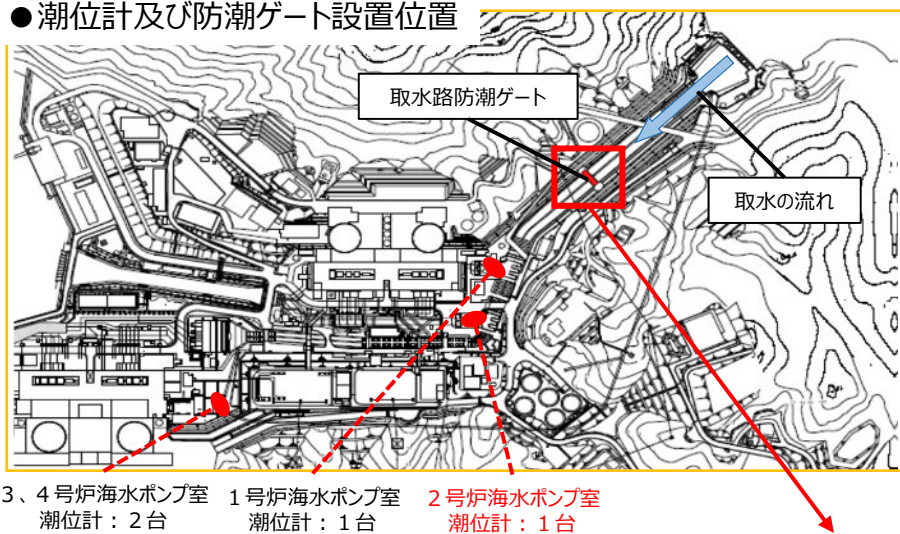 ●潮位計及び防潮ゲート設置位置
取水路防潮ゲート
取水の流れ
3、4号炉海水ポンプ室
潮位計：2台
1号炉海水ポンプ室
潮位計：1台
2号炉海水ポンプ室
潮位計：1台